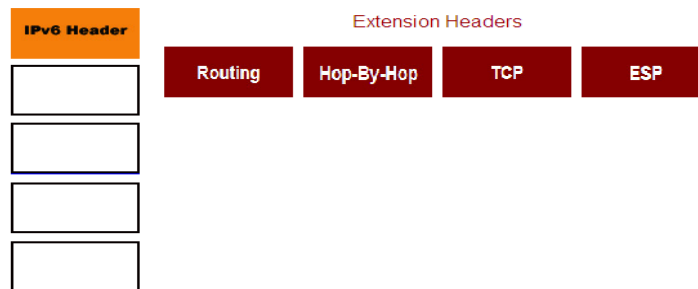 IPv6 Header
Extension Headers
Routing
Hop-By-Hop
TCP
ESP